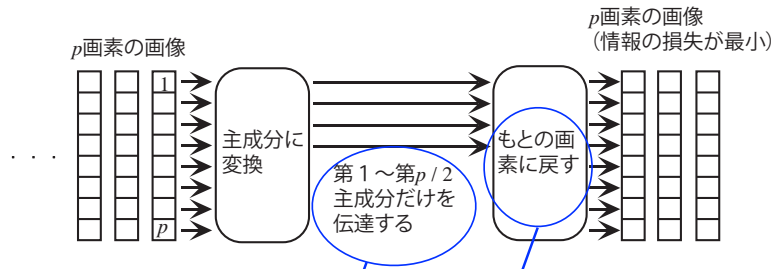 p画素の画像
p画素の画像
(情報の損失が最小)
1
主成分に
変換
もとの画
素に戻す
. . .
第1〜第p / 2
主成分だけを
伝達する
p